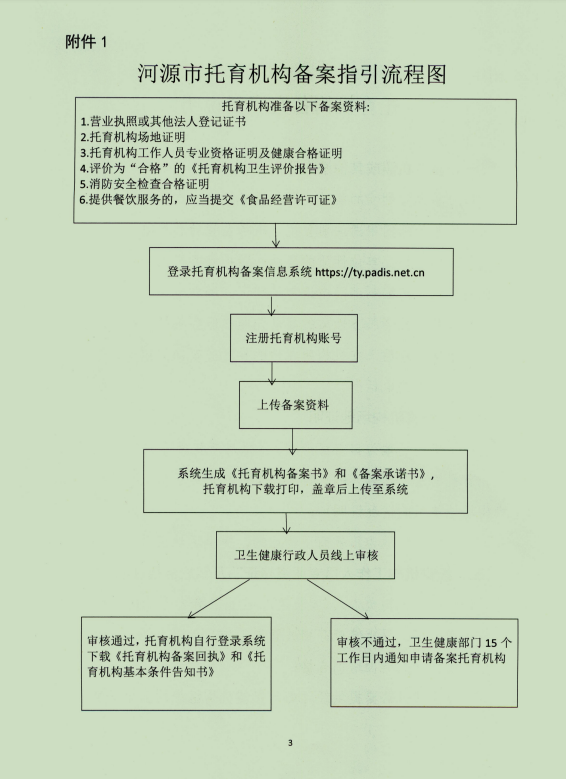 附件 1
河源市托育机构备案指引流程图
托育机构准备以下备案资料:
1.营业执照或其他法人登记证书
2.托育机构场地证明
3.托育机构工作人员专业资格证明及健康合格证明
4.评价为“合格”的《托育机构卫生评价报告》
5.消防安全检查合格证明
6.提供餐饮服务的，应当提交《食品经营许可证》
登录托育机构备案信息系统 https://ty.padis.net.cn
注册托育机构账号
上传备案资料
系统生成《托育机构备案书》和《备案承诺书》,
托育机构下载打印，盖章后上传至系统
卫生健康行政人员线上审核
审核通过，托育机构自行登录系统
下载《托育机构备案回执》和《托
育机构基本条件告知书》
审核不通过，卫生健康部门 15 个
工作日内通知申请备案托育机构
3